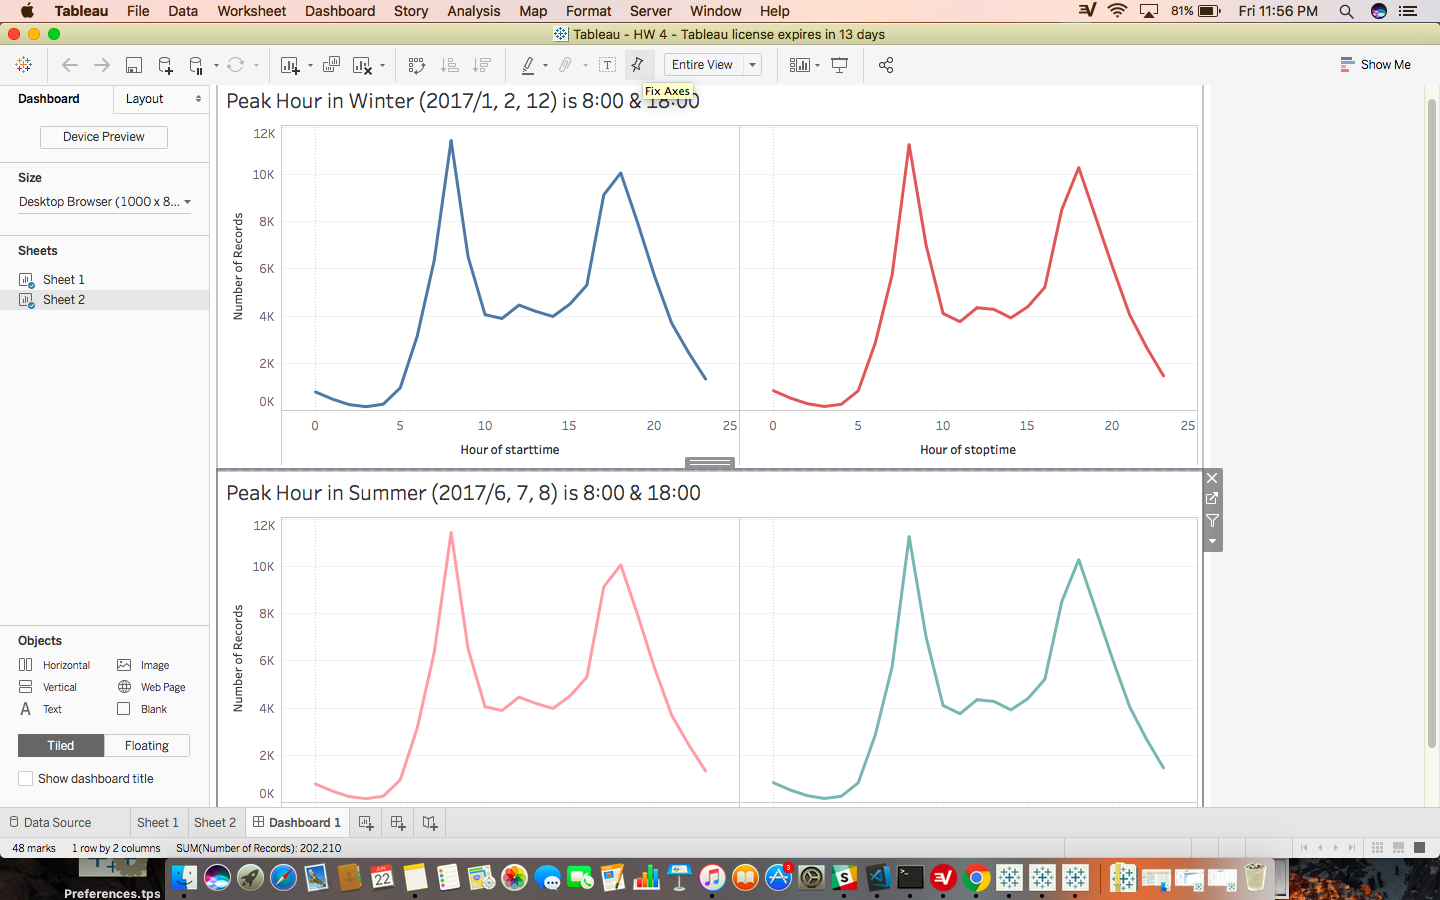 Tableau File Data Worksheet Dashboard Story Analysis Map Format Server Window Help 81% Fri 11:56 PM
Tableau - HW 4 - Tableau license expires in 13 days
Entire View Show Me
Fix Axes
Dashboard Layout
Device Preview
Size
Desktop Browser (1000 x 8...
Sheets
Sheet 1
Sheet 2
Objects
Horizontal Image
Vertical Web Page
A Text Blank
Tiled Floating
Show dashboard title
Peak Hour in Winter (2017/1, 2, 12) is 8:00 & 18:00
12K
10K
8K
6K
4K
2K
0K
Number of Records
0 5 10 15 20 25 0 5 10 15 20 25
Hour of starttime Hour of stoptime
Peak Hour in Summer (2017/6, 7, 8) is 8:00 & 18:00
12K
10K
8K
6K
4K
2K
0K
Number of Records
Data Source Sheet 1 Sheet 2 Dashboard 1
48 marks 1 row by 2 columns SUM(Number of Records): 202,210
JUN
22
3
Preferences.tps